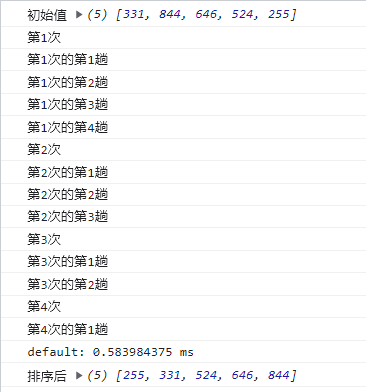 初始值 ▶(5) [331, 844, 646, 524, 255]
第1次
第1次的第1趟
第1次的第2趟
第1次的第3趟
第1次的第4趟
第2次
第2次的第1趟
第2次的第2趟
第2次的第3趟
第3次
第3次的第1趟
第3次的第2趟
第4次
第4次的第1趟
default: 0.583984375 ms
排序后 ▶(5) [255, 331, 524, 646, 844]